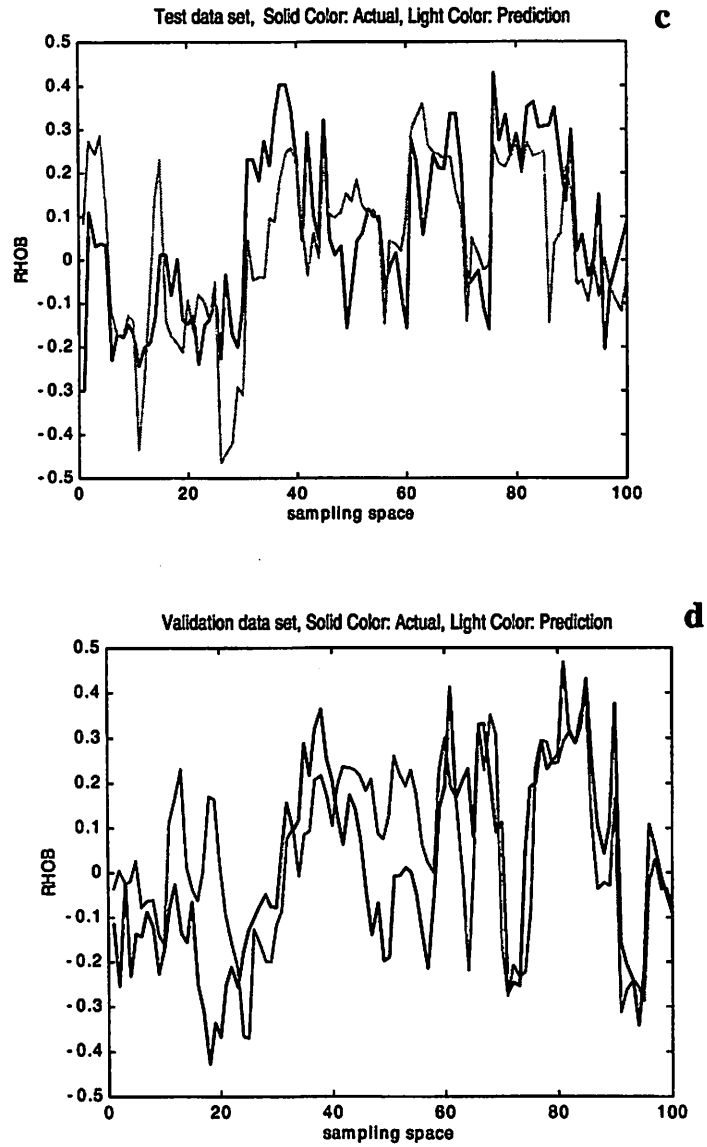 Test data set, Solid Color: Actual, Light Color: Prediction
c
0.5
0.4
0.3
0.2
0.1
0
-0.1
-0.2
-0.3
-0.4
-0.5
RHOB
0 20 40 60 80 100
sampling space
Validation data set, Solid Color: Actual, Light Color: Prediction
d
0.5
0.4
0.3
0.2
0.1
0
-0.1
-0.2
-0.3
-0.4
-0.5
RHOB
0 20 40 60 80 100
sampling space